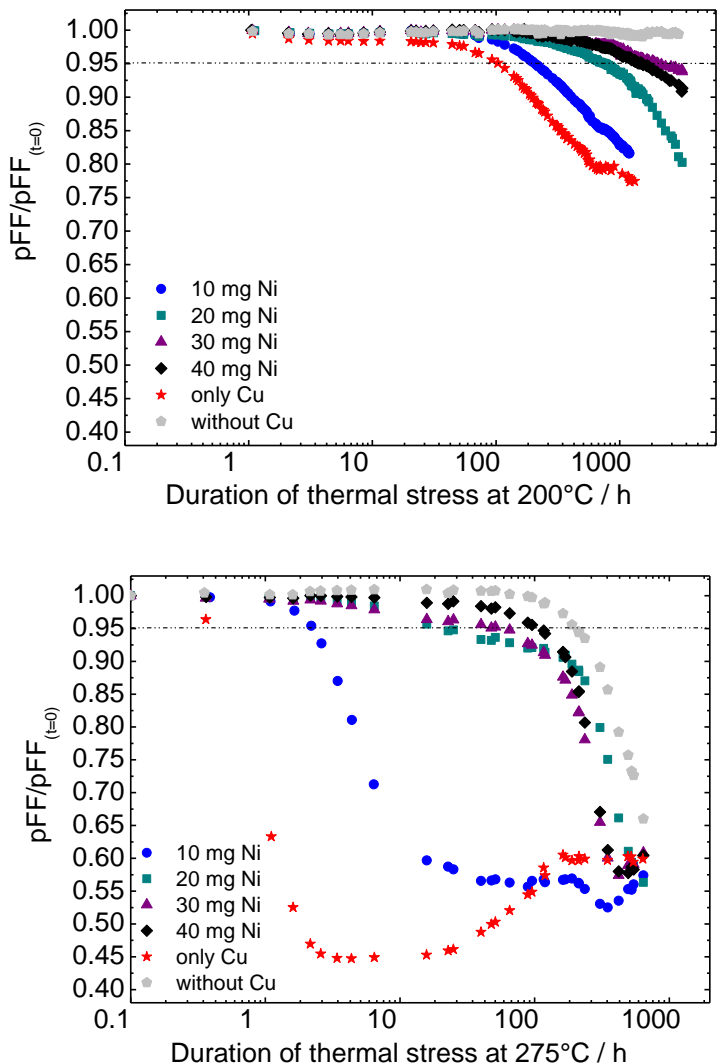 pFF/pFF(t=0)
1.00
0.95
0.90
0.85
0.80
0.75
0.70
0.65
0.60
0.55
0.50
0.45
0.40
10 mg Ni
20 mg Ni
30 mg Ni
40 mg Ni
only Cu
without Cu
0.1 1 10 100 1000
Duration of thermal stress at 200°C / h
pFF/pFF(t=0)
1.00
0.95
0.90
0.85
0.80
0.75
0.70
0.65
0.60
0.55
0.50
0.45
0.40
10 mg Ni
20 mg Ni
30 mg Ni
40 mg Ni
only Cu
without Cu
0.1 1 10 100 1000
Duration of thermal stress at 275°C / h